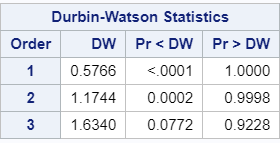 Durbin-Watson Statistics
Order DW Pr < DW Pr > DW
1 0.5766 <.0001 1.0000
2 1.1744 0.0002 0.9998
3 1.6340 0.0772 0.9228